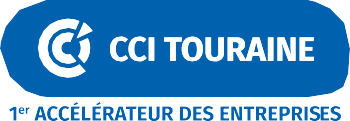 CCI TOURAINE
1er ACCÉLÉRATEUR DES ENTREPRISES